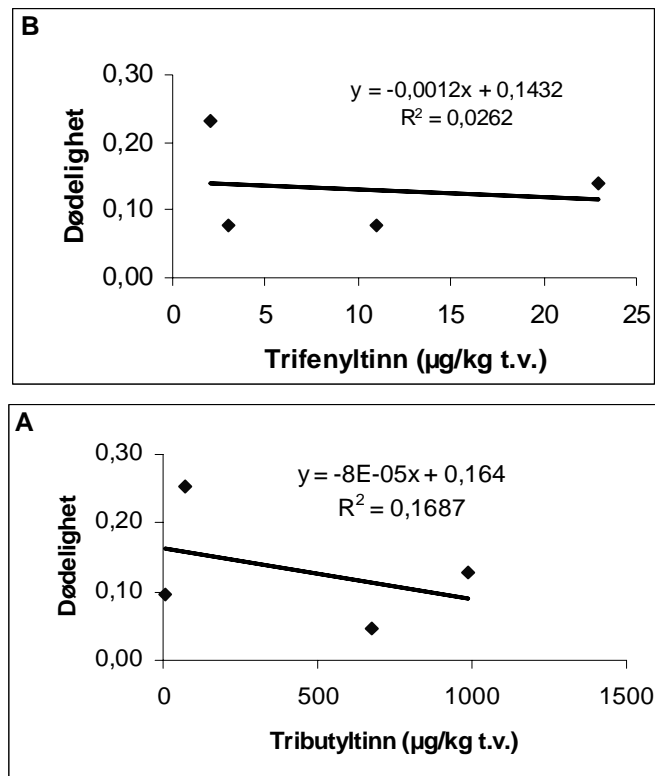 B
0,30
y = -0,0012x + 0,1432
R² = 0,0262
0,20
0,10
0,00
Dødelighet
0 5 10 15 20 25
Trifenyltinn (µg/kg t.v.)
A
0,30
y = -8E-05x + 0,164
R² = 0,1687
0,20
0,10
0,00
Dødelighet
0 500 1000 1500
Tributyltinn (µg/kg t.v.)